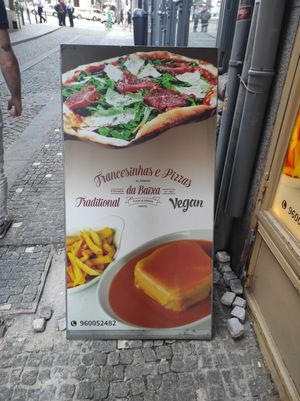 Francesinhas e Pizzas
da Baixa
Traditional
Vegan
960052482